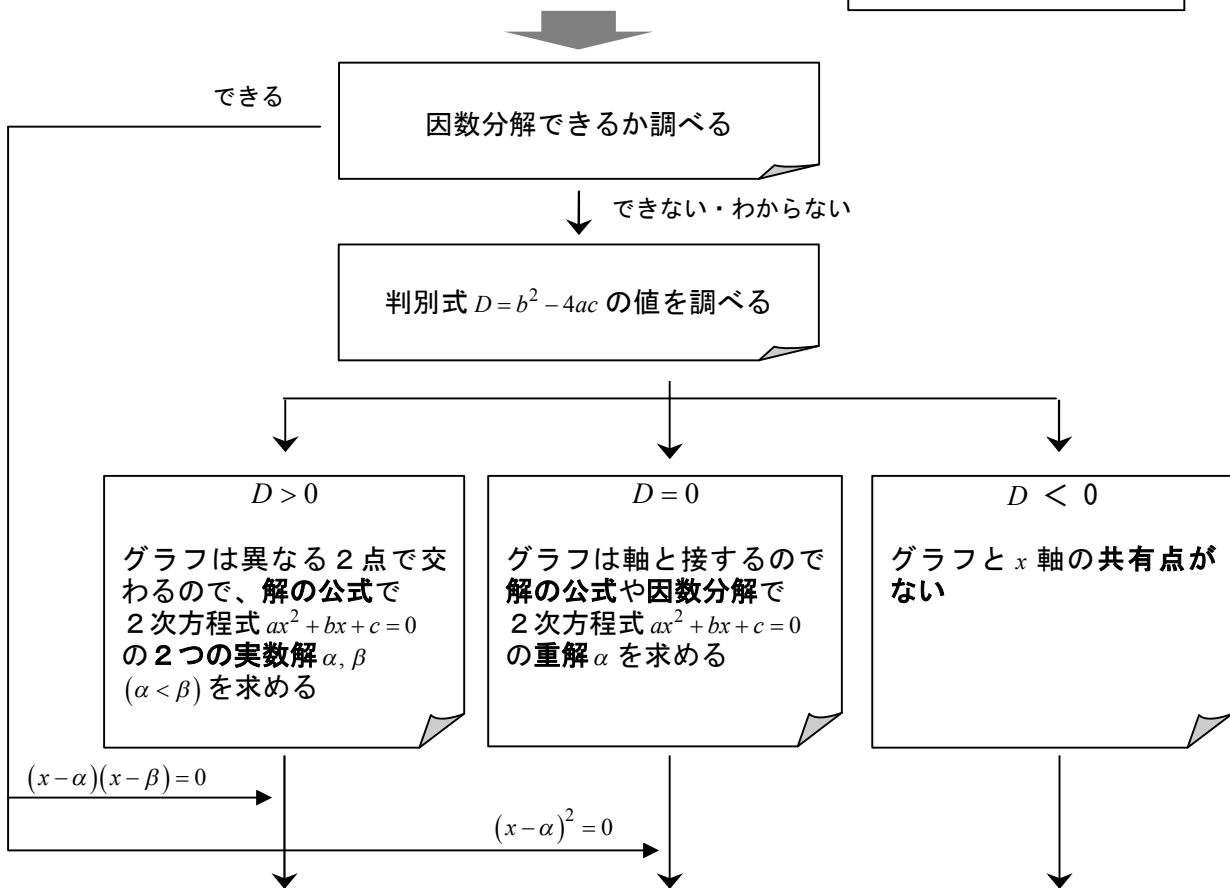 できる
因数分解できるか調べる
できない・わからない
判別式 D = b² − 4ac の値を調べる
D > 0
グラフは異なる２点で交
わるので、解の公式で
２次方程式 ax² + bx + c = 0
の２つの実数解 α, β
(α < β) を求める
D = 0
グラフは軸と接するので
解の公式や因数分解で
２次方程式 ax² + bx + c = 0
の重解 α を求める
D ＜ 0
グラフと x 軸の共有点が
ない
(x − α)(x − β) = 0
(x − α)² = 0